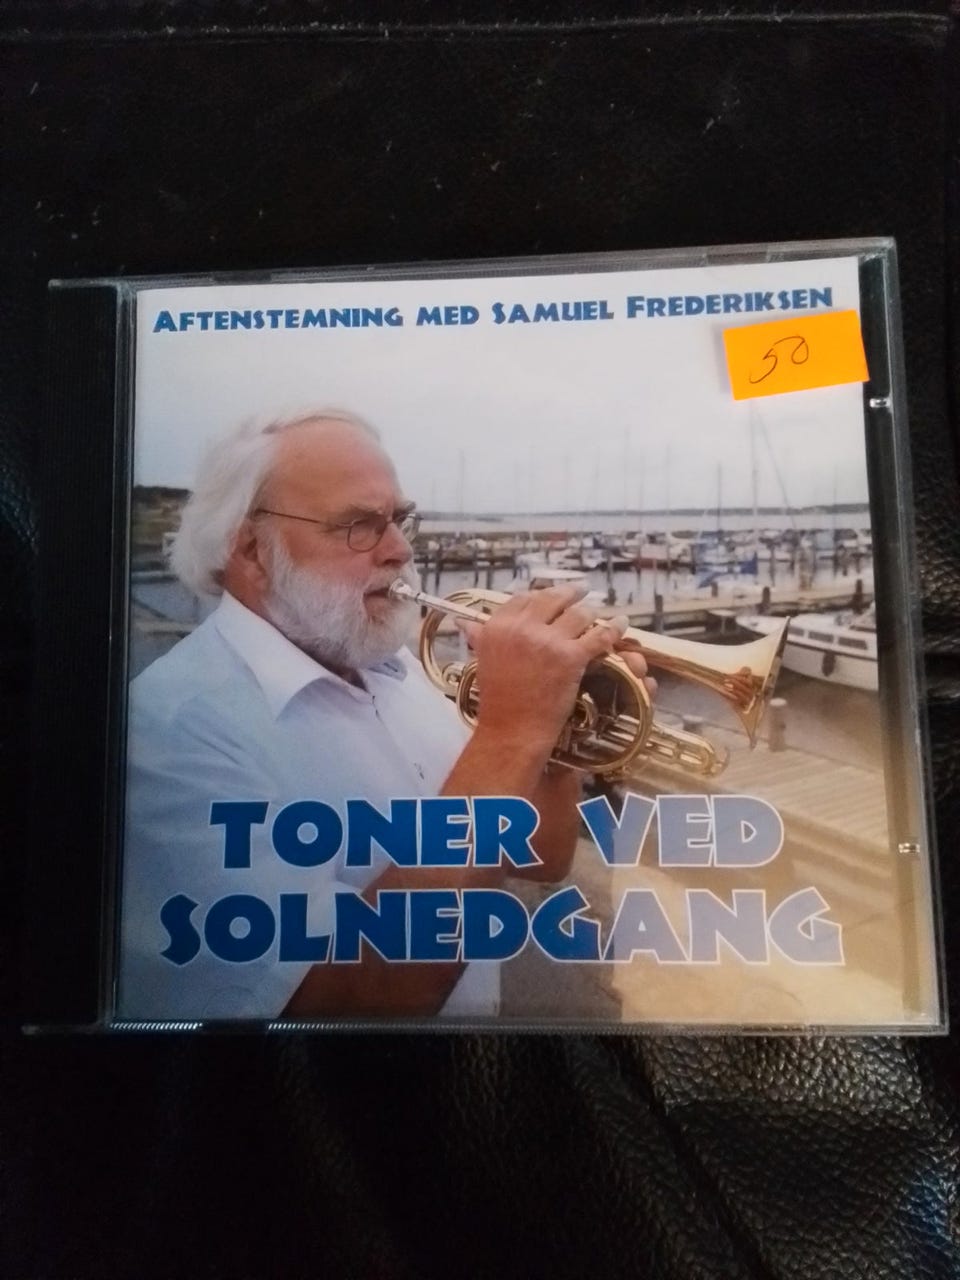 Aftenstemning med Samuel Frederiksen
50
TONER VED
SOLNEDGANG